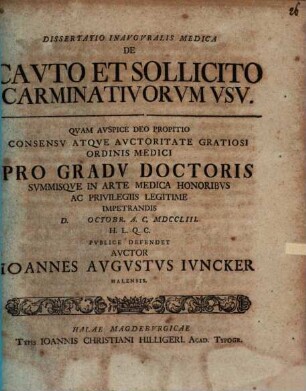 26
DISSERTATIO INAVGVRALIS MEDICA
DE
CAVTO ET SOLLICITO
CARMINATIVORVM VSV.
QVAM AVSPICE DEO PROPITIO
CONSENSV ATQVE AVCTORITATE GRATIOSI
ORDINIS MEDICI
PRO GRADV DOCTORIS
SVMMISQVE IN ARTE MEDICA HONORIBVS
AC PRIVILEGIIS LEGITIME
IMPETRANDIS
D. OCTOBR. A. C. MDCCLIII.
H. L. Q. C.
PVBLICE DEFENDET
AVCTOR
IOANNES AVGVSTVS IVNCKER
HALENSIS.
HALAE MAGDEBVRGICAE
TYPIS IOANNIS CHRISTIANI HILLIGERI, ACAD. TYPOGR.